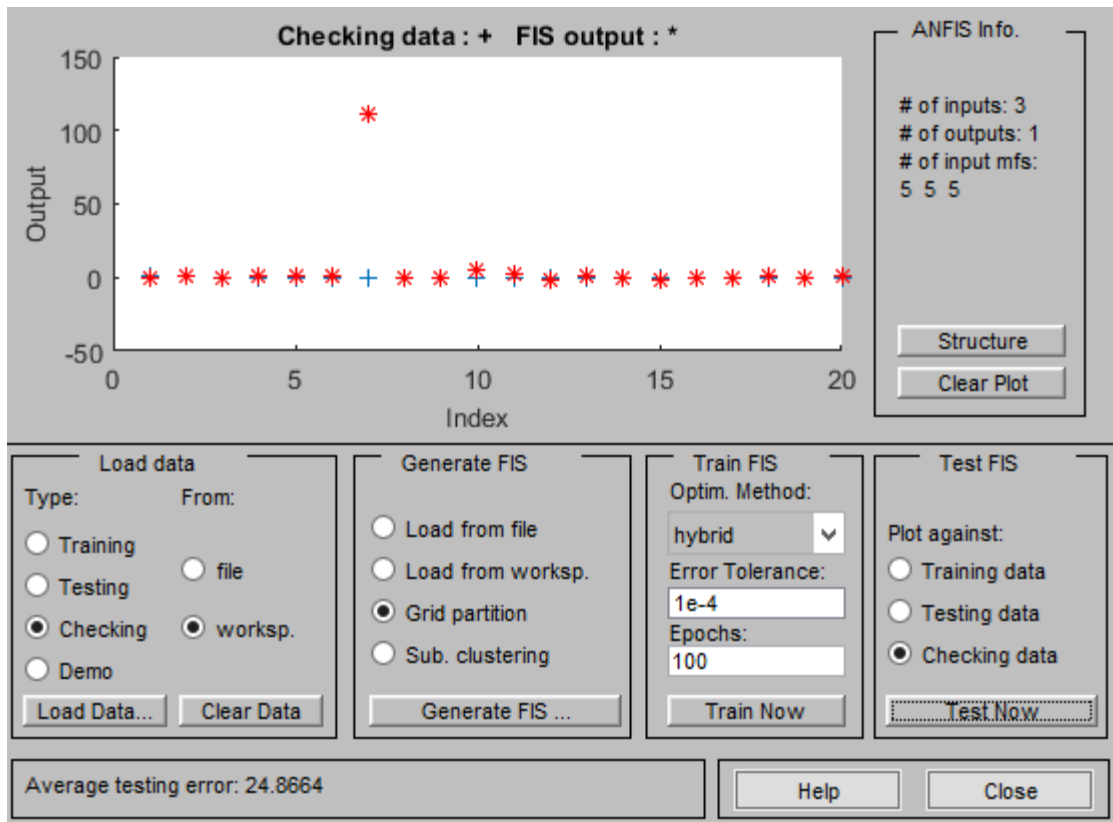 Checking data : +   FIS output : *
150
100
50
0
-50
Output
0
5
10
15
20
Index
ANFIS Info.
# of inputs: 3
# of outputs: 1
# of input mfs:
5 5 5
Structure
Clear Plot
Load data
Type:
From:
Training
Testing
Checking
Demo
file
worksp.
Load Data...
Clear Data
Generate FIS
Load from file
Load from worksp.
Grid partition
Sub. clustering
Generate FIS ...
Train FIS
Optim. Method:
hybrid
Error Tolerance:
1e-4
Epochs:
100
Train Now
Test FIS
Plot against:
Training data
Testing data
Checking data
Test Now
Average testing error: 24.8664
Help
Close